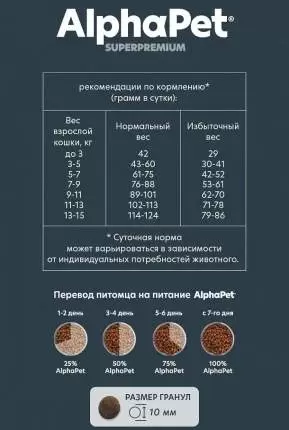 AlphaPet®
SUPERPREMIUM
рекомендации по кормлению*
(грамм в сутки):
Вес взрослой кошки, кг Нормальный вес Избыточный вес
до 3 42 29
3-5 43-60 30-41
5-7 61-75 42-52
7-9 76-88 53-61
9-11 89-101 62-70
11-13 102-113 71-78
13-15 114-124 79-86
* Суточная норма
может варьироваться в зависимости
от индивидуальных потребностей животного.
Перевод питомца на питание AlphaPet®
1-2 день 3-4 день 5-6 день с 7-го дня
25% AlphaPet® 50% AlphaPet® 75% AlphaPet® 100% AlphaPet®
РАЗМЕР ГРАНУЛ
10 мм